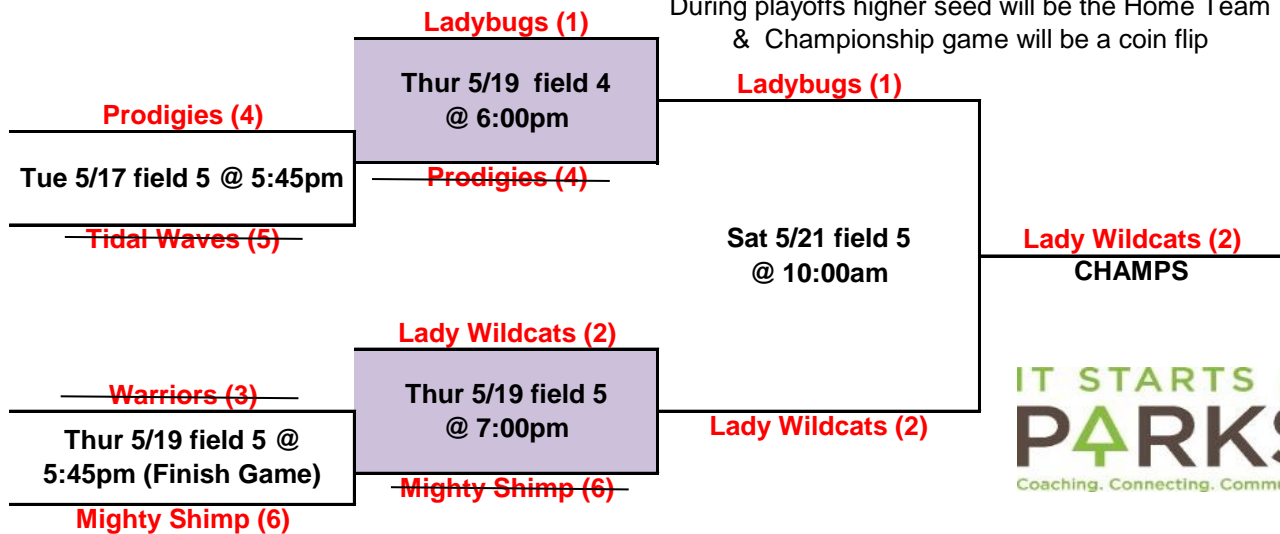 During playoffs higher seed will be the Home Team
& Championship game will be a coin flip
Ladybugs (1)
Thur 5/19 field 4
@ 6:00pm
Prodigies (4)
Ladybugs (1)
Prodigies (4)
Tue 5/17 field 5 @ 5:45pm
Tidal Waves (5)
Sat 5/21 field 5
@ 10:00am
Lady Wildcats (2)
CHAMPS
Lady Wildcats (2)
Thur 5/19 field 5
@ 7:00pm
Mighty Shimp (6)
Lady Wildcats (2)
Warriors (3)
Thur 5/19 field 5 @
5:45pm (Finish Game)
Mighty Shimp (6)
IT STARTS
PARKS
Coaching. Connecting.